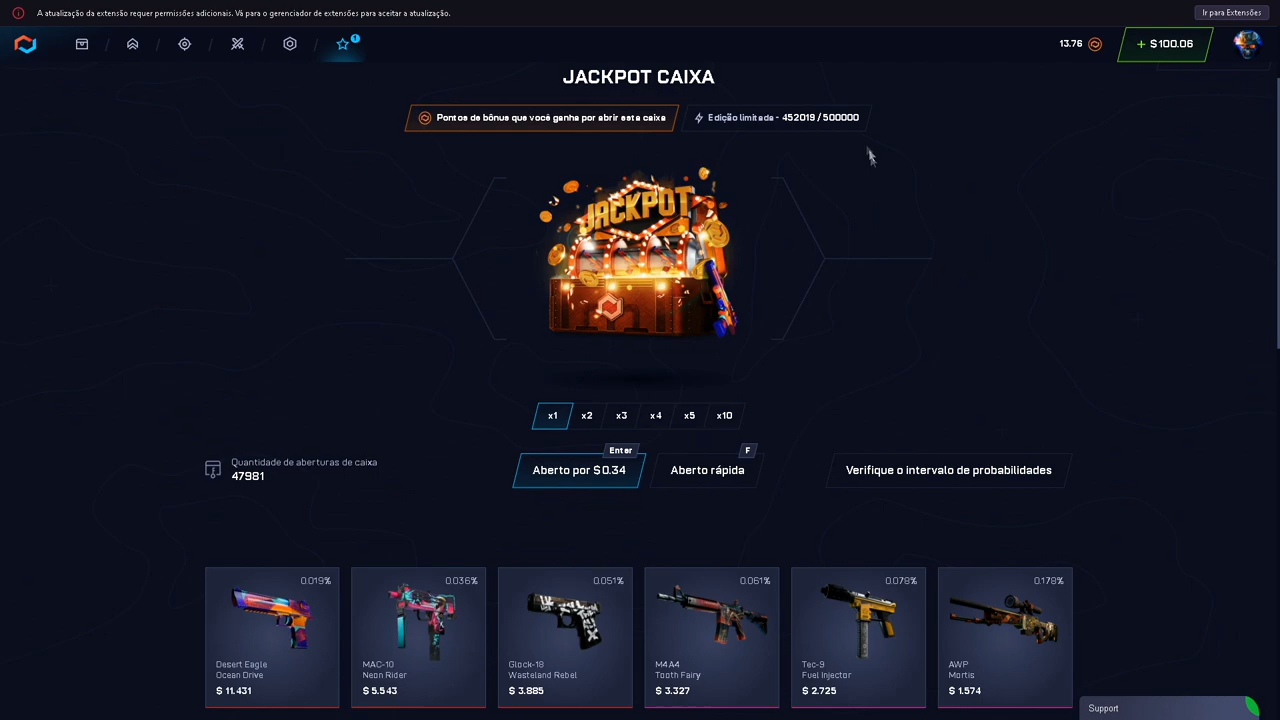 A atualização da extensão requer permissões adicionais. Vá para o gerenciador de extensões para aceitar a atualização.
Ir para Extensões
1
13.76
+ $100.06
JACKPOT CAIXA
Pontos de bônus que você ganha por abrir esta caixa
Edição limitada - 452019 / 500000
JACKPOT
x1
x2
x3
x4
x5
x10
Enter
F
Quantidade de aberturas de caixa
47981
Aberto por $0.34
Aberto rápida
Verifique o intervalo de probabilidades
0.019%
0.036%
0.051%
0.061%
0.078%
0.178%
Desert Eagle
Ocean Drive
$ 11.431
MAC-10
Neon Rider
$ 5.543
Glock-18
Wasteland Rebel
$ 3.885
M4A4
Tooth Fairy
$ 3.327
Tec-9
Fuel Injector
$ 2.725
AWP
Mortis
$ 1.574
Support